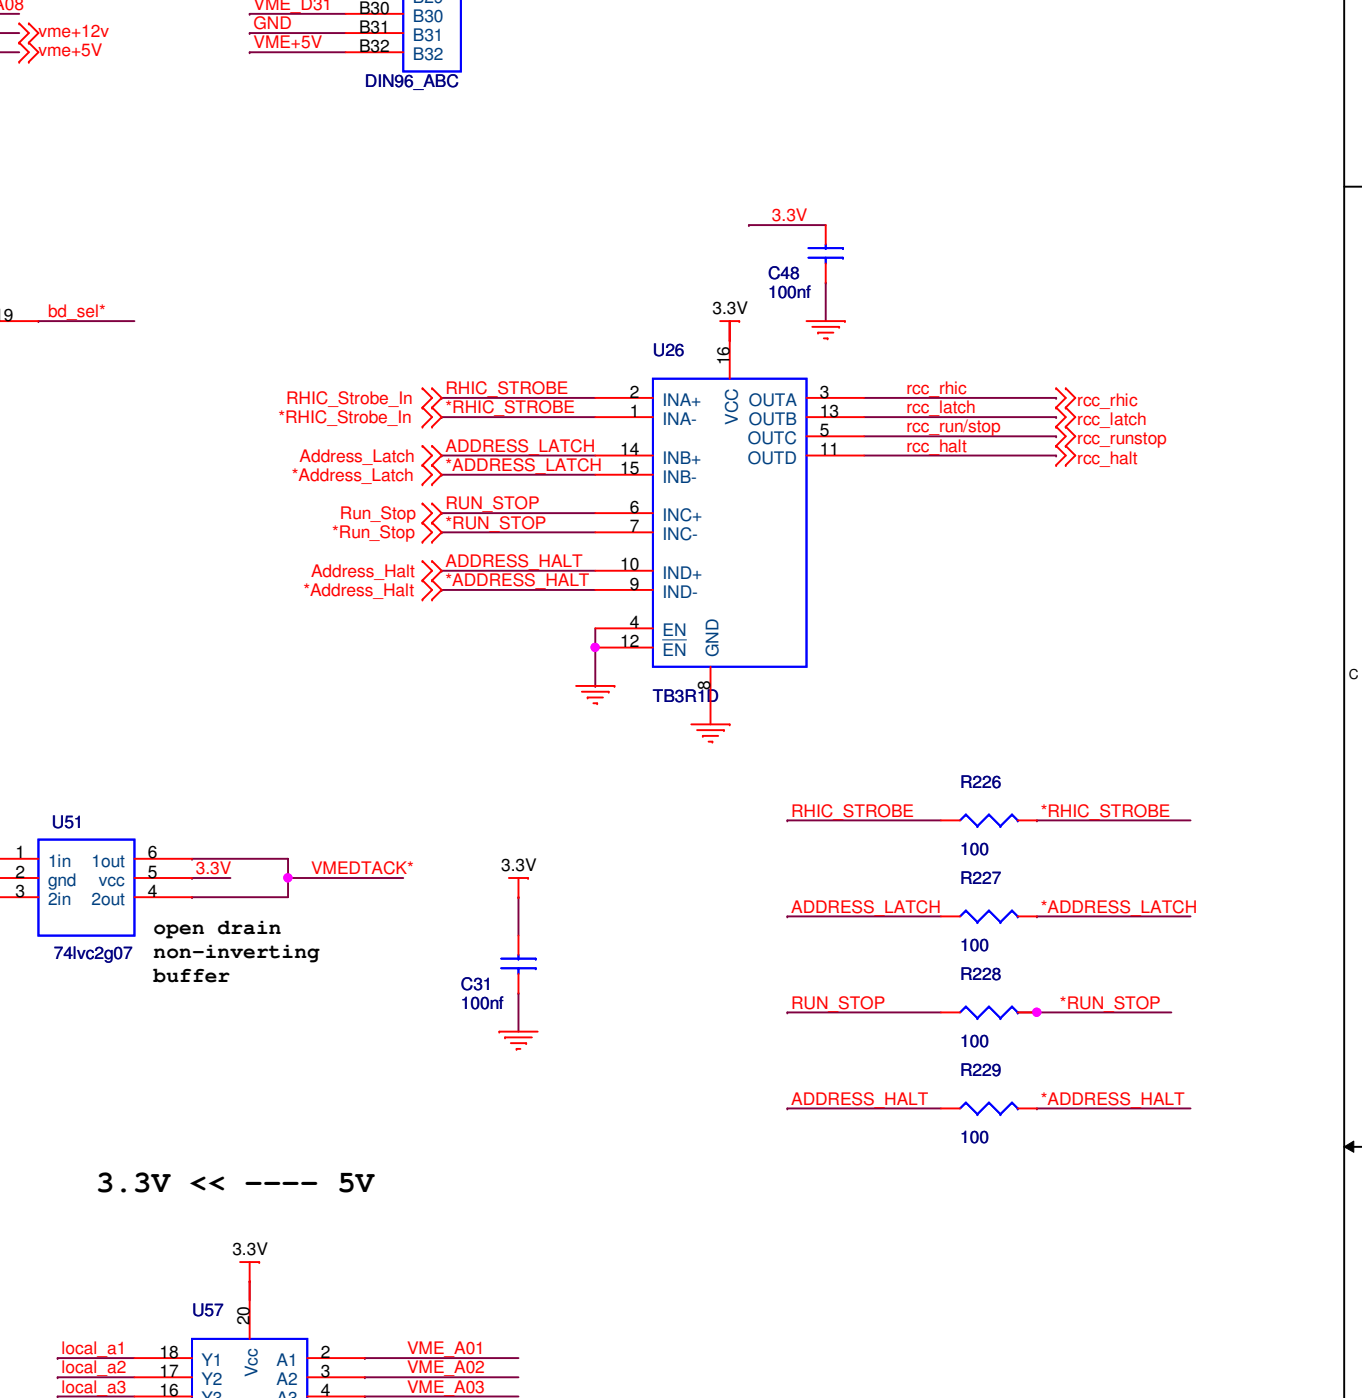 A08
vme+12v
vme+5V
VME_D31 B30 B30
GND B31 B31
VME+5V B32 B32
DIN96_ABC
3.3V
C48
100nf
19 bd_sel*
3.3V
U26
16
RHIC_Strobe_In RHIC_STROBE 2 INA+ VCC OUTA 3 rcc_rhic rcc_rhic
*RHIC_Strobe_In *RHIC_STROBE 1 INA- OUTB 13 rcc_latch rcc_latch
OUTC 5 rcc_run/stop rcc_runstop
Address_Latch ADDRESS_LATCH 14 INB+ OUTD 11 rcc_halt rcc_halt
*Address_Latch *ADDRESS_LATCH 15 INB-
Run_Stop RUN_STOP 6 INC+
*Run_Stop *RUN_STOP 7 INC-
Address_Halt ADDRESS_HALT 10 IND+
*Address_Halt *ADDRESS_HALT 9 IND-
4 EN GND
12 EN
C
TB3R1D 8
R226
RHIC_STROBE *RHIC_STROBE
100
U51
1 1in 1out 6
2 gnd vcc 5 3.3V VMEDTACK*
3 2in 2out 4
74lvc2g07
open drain
non-inverting
buffer
3.3V
C31
100nf
R227
ADDRESS_LATCH *ADDRESS_LATCH
100
R228
RUN_STOP *RUN_STOP
100
R229
ADDRESS_HALT *ADDRESS_HALT
100
3.3V << ---- 5V
3.3V
U57 20
local_a1 18 Y1 Vcc A1 2 VME_A01
local_a2 17 Y2 A2 3 VME_A02
local_a3 16 Y3 A3 4 VME_A03